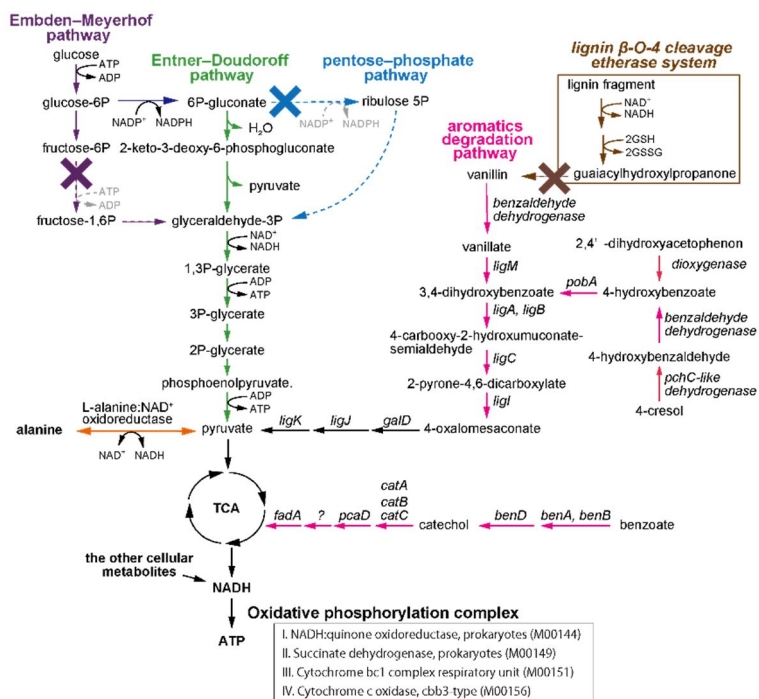 Embden–Meyerhof
pathway
glucose
ATP
ADP
glucose-6P
NADP⁺ NADPH
fructose-6P
ATP
ADP
fructose-1,6P
Entner–Doudoroff
pathway
6P-gluconate
H₂O
2-keto-3-deoxy-6-phosphogluconate
pyruvate
glyceraldehyde-3P
NAD⁺
NADH
1,3P-glycerate
ADP
ATP
3P-glycerate
2P-glycerate
phosphoenolpyruvate.
ADP
ATP
pyruvate
pentose–phosphate
pathway
ribulose 5P
NADP⁺ NADPH
lignin β-O-4 cleavage
etherase system
lignin fragment
NAD⁺
NADH
2GSH
2GSSG
guaiacylhydroxylpropanone
aromatics
degradation
pathway
vanillin
benzaldehyde
dehydrogenase
vanillate
ligM
3,4-dihydroxybenzoate
ligA, ligB
4-carbooxy-2-hydroxumuconate-
semialdehyde
ligC
2-pyrone-4,6-dicarboxylate
ligI
4-oxalomesaconate
2,4' -dihydroxyacetophenon
dioxygenase
pobA
4-hydroxybenzoate
benzaldehyde
dehydrogenase
4-hydroxybenzaldehyde
pchC-like
dehydrogenase
4-cresol
L-alanine:NAD⁺
oxidoreductase
alanine
NAD⁺ NADH
ligK ligJ galD
TCA
fadA ? pcaD
catA
catB
catC
catechol
benD
benA, benB
benzoate
the other cellular
metabolites
NADH
ATP
Oxidative phosphorylation complex
I. NADH:quinone oxidoreductase, prokaryotes (M00144)
II. Succinate dehydrogenase, prokaryotes (M00149)
III. Cytochrome bc1 complex respiratory unit (M00151)
IV. Cytochrome c oxidase, cbb3-type (M00156)